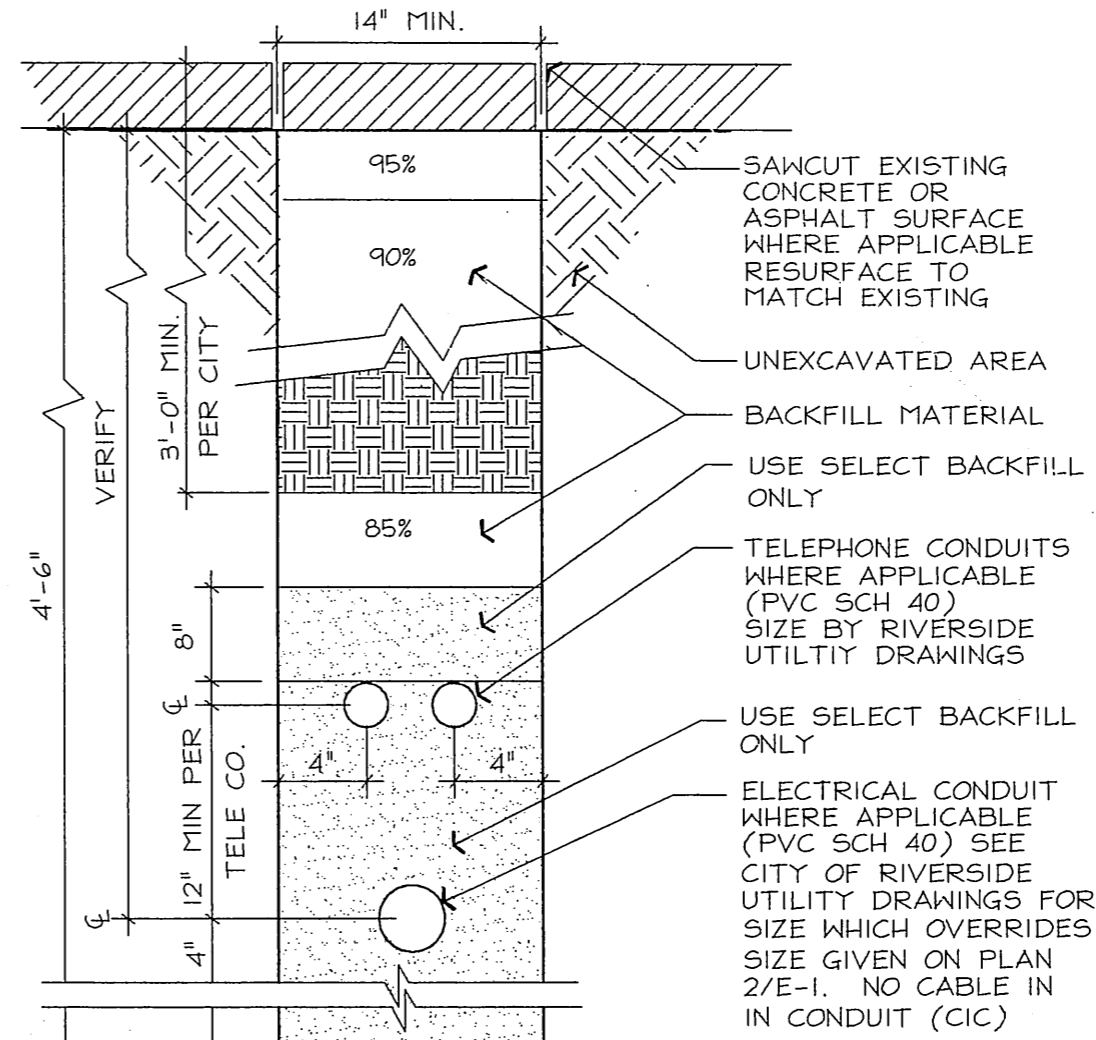 14" MIN.
95%
90%
85%
3'-0" MIN.
PER CITY
VERIFY
4'-6"
8"
℄
12" MIN PER
TELE CO.
4"
4"
℄
4"
SAWCUT EXISTING
CONCRETE OR
ASPHALT SURFACE
WHERE APPLICABLE
RESURFACE TO
MATCH EXISTING
UNEXCAVATED AREA
BACKFILL MATERIAL
USE SELECT BACKFILL
ONLY
TELEPHONE CONDUITS
WHERE APPLICABLE
(PVC SCH 40)
SIZE BY RIVERSIDE
UTILTIY DRAWINGS
USE SELECT BACKFILL
ONLY
ELECTRICAL CONDUIT
WHERE APPLICABLE
(PVC SCH 40) SEE
CITY OF RIVERSIDE
UTILITY DRAWINGS FOR
SIZE WHICH OVERRIDES
SIZE GIVEN ON PLAN
2/E-1. NO CABLE IN
IN CONDUIT (CIC)